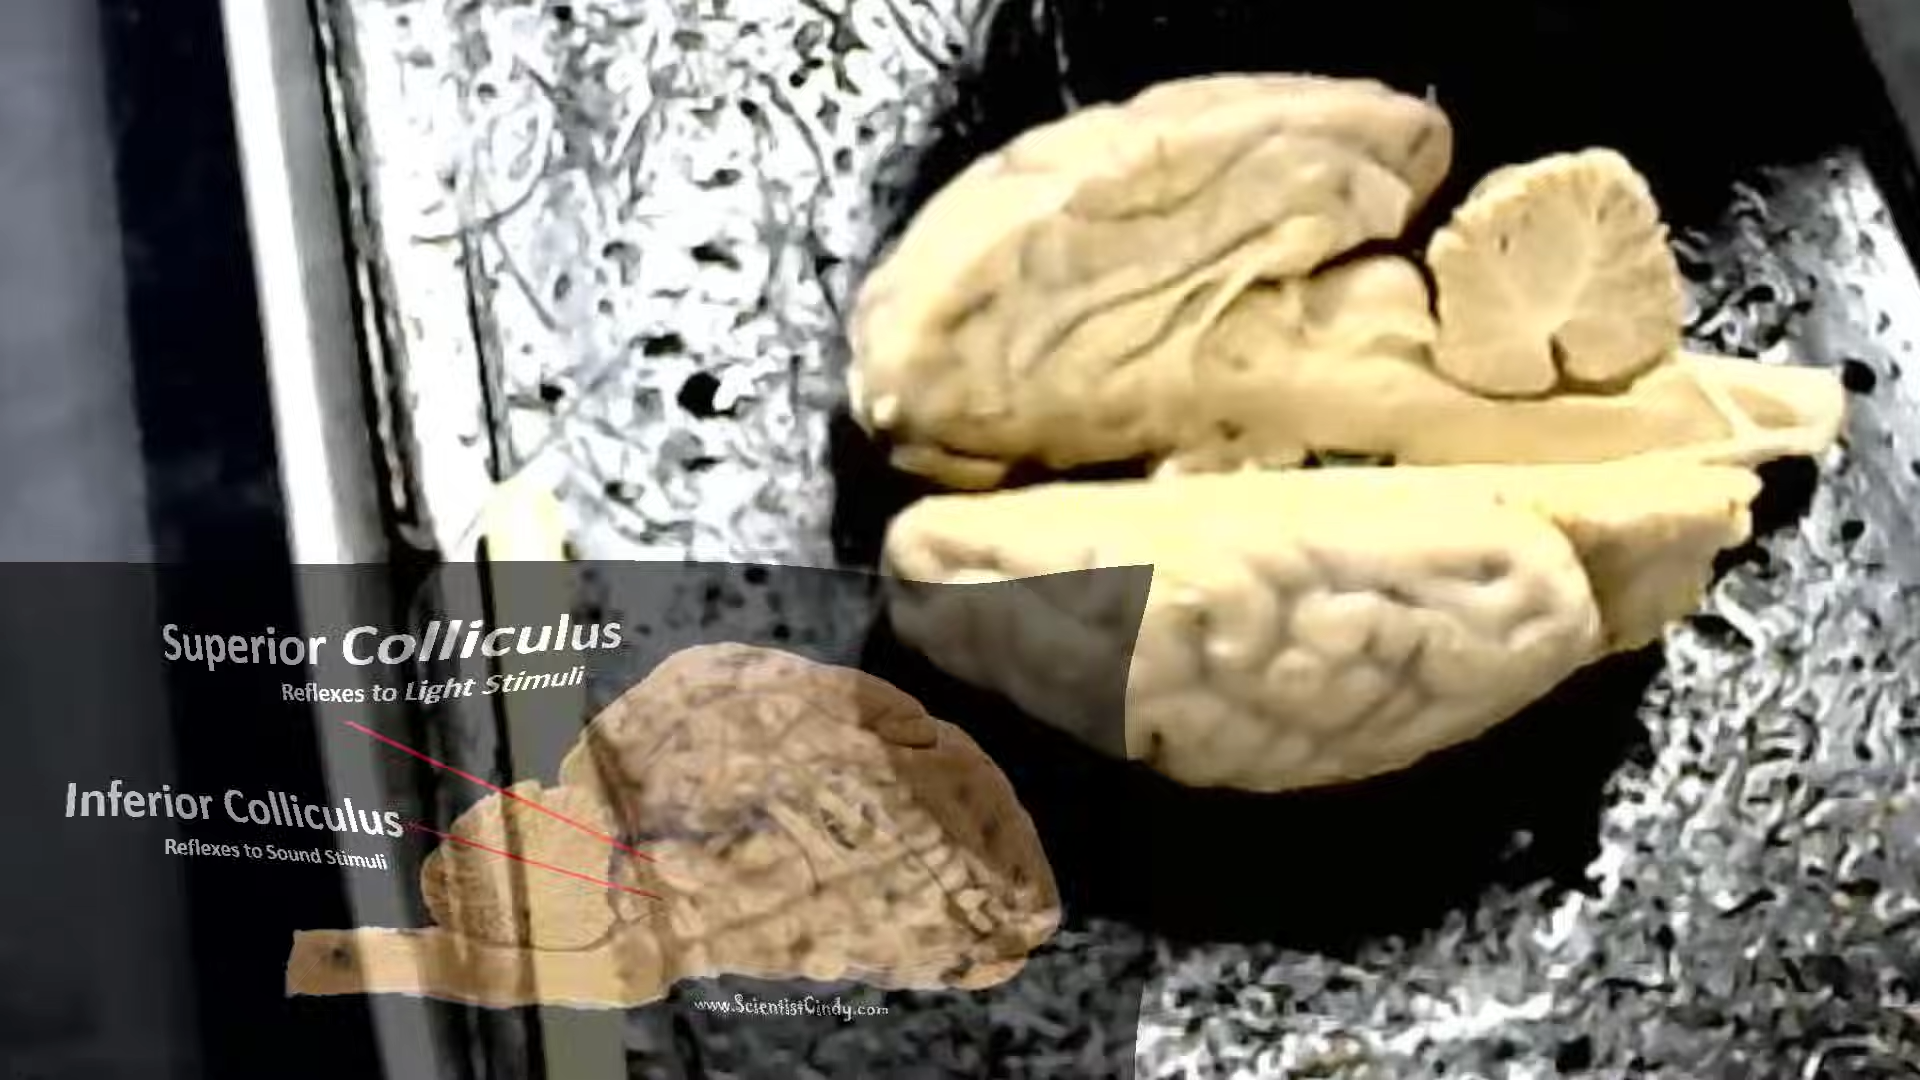 Superior Colliculus
Reflexes to Light Stimuli
Inferior Colliculus
Reflexes to Sound Stimuli
www.ScientistCindy.com